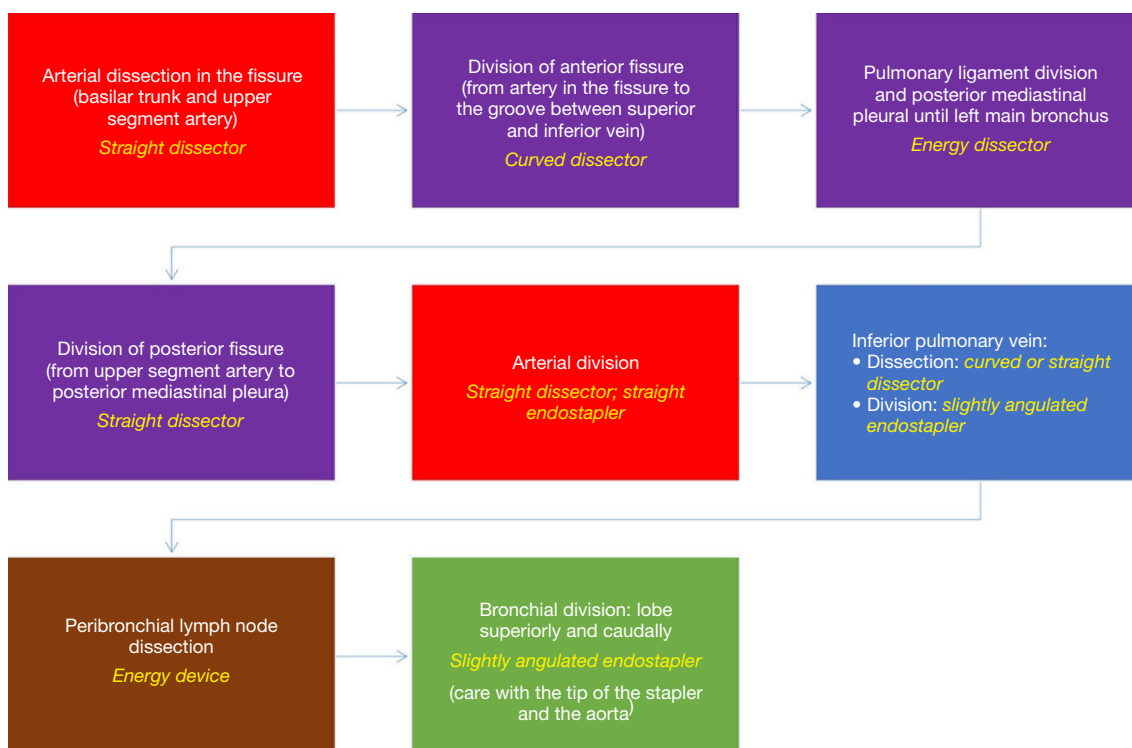 Arterial dissection in the fissure
(basilar trunk and upper
segment artery)
Straight dissector
Division of anterior fissure
(from artery in the fissure to
the groove between superior
and inferior vein)
Curved dissector
Pulmonary ligament division
and posterior mediastinal
pleural until left main bronchus
Energy dissector
Division of posterior fissure
(from upper segment artery to
posterior mediastinal pleura)
Straight dissector
Arterial division
Straight dissector; straight
endostapler
Inferior pulmonary vein:
• Dissection: curved or straight
dissector
• Division: slightly angulated
endostapler
Peribronchial lymph node
dissection
Energy device
Bronchial division: lobe
superiorly and caudally
Slightly angulated endostapler
(care with the tip of the stapler
and the aorta)